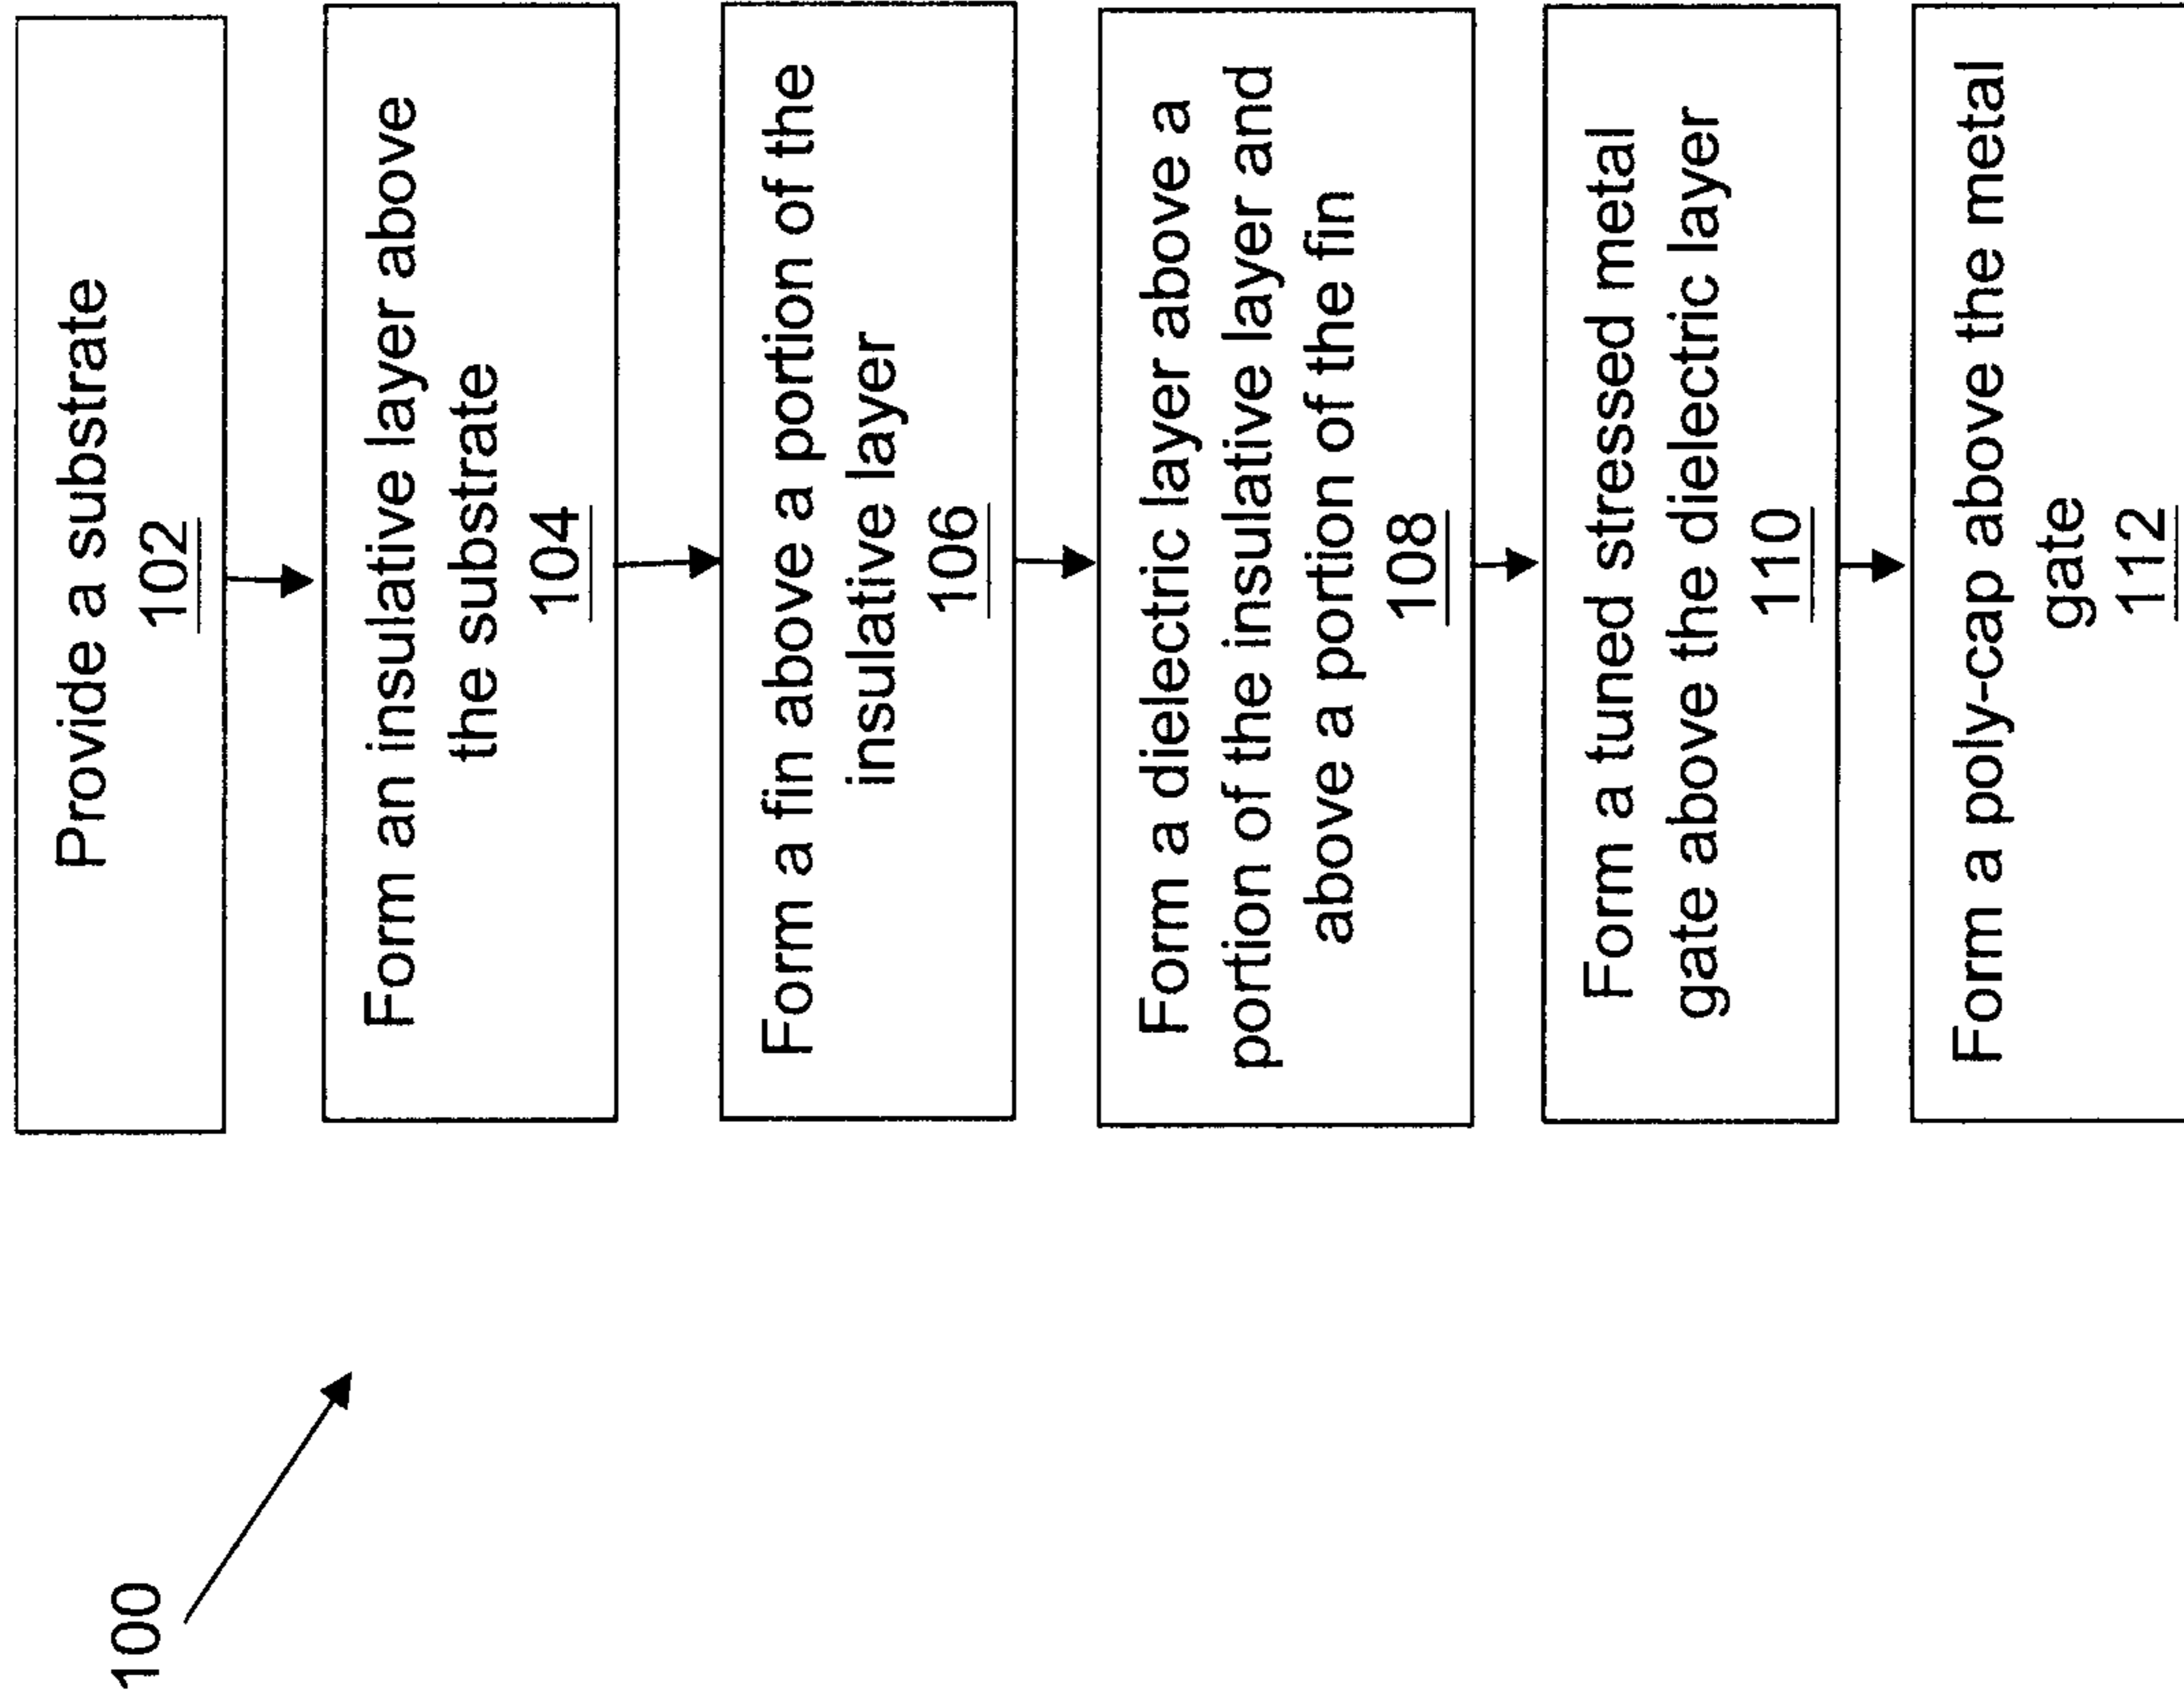 100
Provide a substrate
102
Form an insulative layer above
the substrate
104
Form a fin above a portion of the
insulative layer
106
Form a dielectric layer above a
portion of the insulative layer and
above a portion of the fin
108
Form a tuned stressed metal
gate above the dielectric layer
110
Form a poly-cap above the metal
gate
112